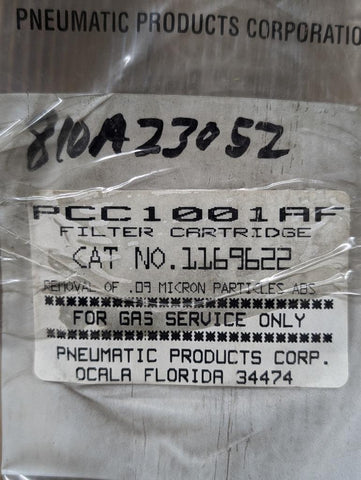 PNEUMATIC PRODUCTS CORPORATIO
810A23052
PCC1001AF
FILTER CARTRIDGE
CAT NO.1169622
REMOVAL OF .09 MICRON PARTICLES ABS
********************************
FOR GAS SERVICE ONLY
********************************
PNEUMATIC PRODUCTS CORP.
OCALA FLORIDA 34474